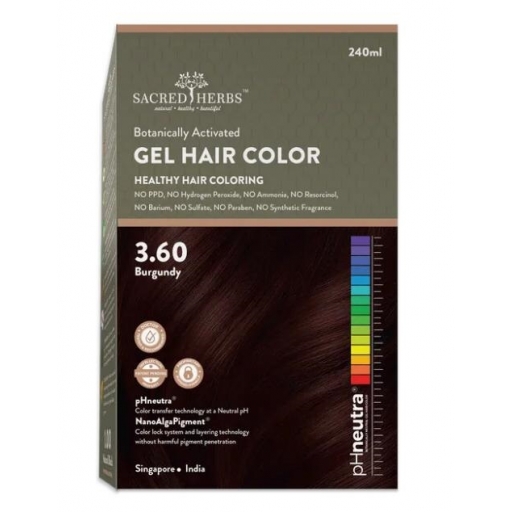 240ml
SACRED HERBS™
natural • healthy • beautiful
Botanically Activated
GEL HAIR COLOR
HEALTHY HAIR COLORING
NO PPD, NO Hydrogen Peroxide, NO Ammonia, NO Resorcinol,
NO Barium, NO Sulfate, NO Paraben, NO Synthetic Fragrance
3.60
Burgundy
pHneutra®
Color transfer technology at a Neutral pH
NanoAlgaPigment™
Color lock system and layering technology
without harmful pigment penetration
Singapore • India
pHneutra®